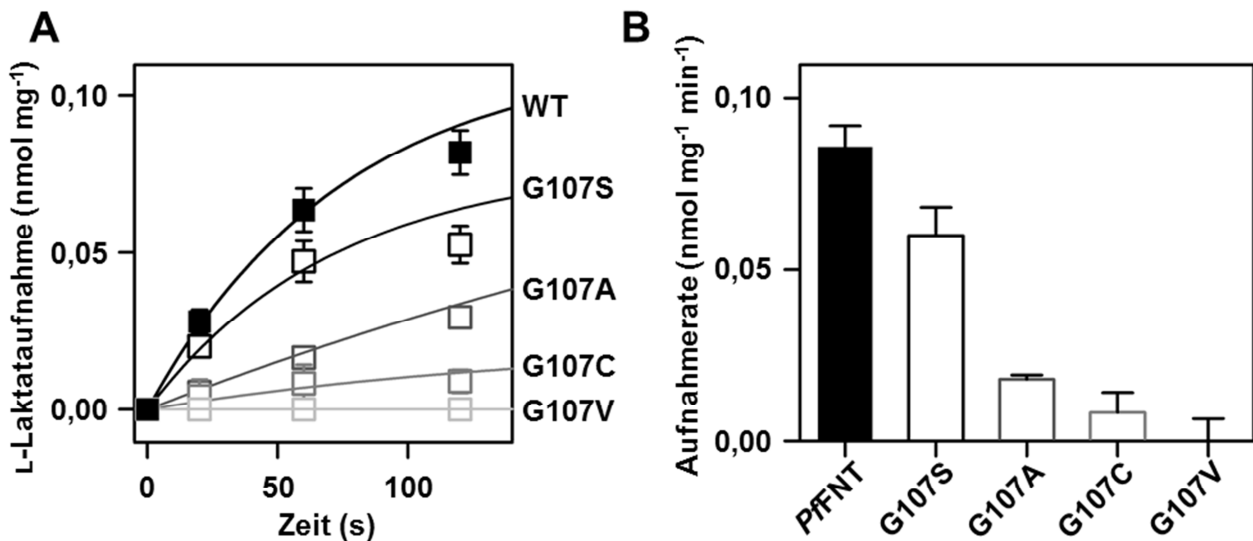 A
L-Laktataufnahme (nmol mg⁻¹)
0,10
0,05
0,00
0
50
100
Zeit (s)
WT
G107S
G107A
G107C
G107V
B
Aufnahmerate (nmol mg⁻¹ min⁻¹)
0,10
0,05
0,00
PfFNT
G107S
G107A
G107C
G107V